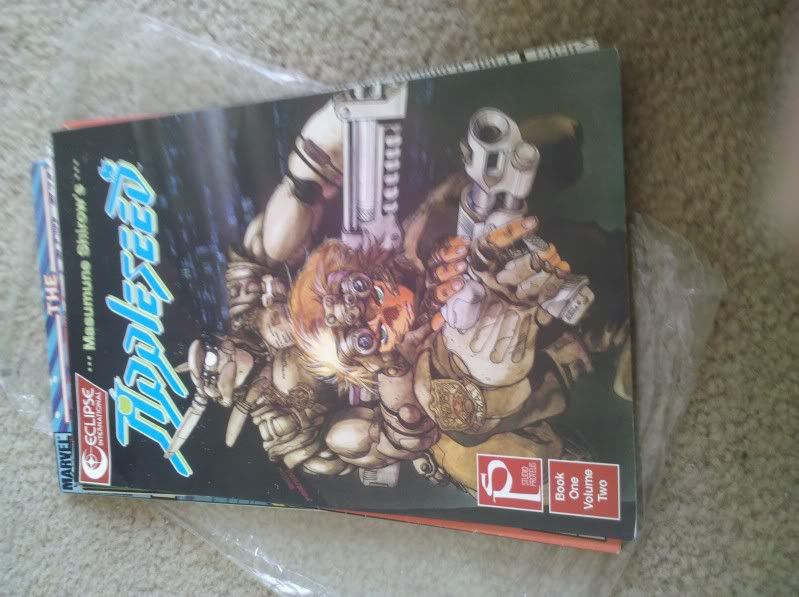 MARVEL
THE
ECLIPSE
INTERNATIONAL
... Masumune Shirow's ...
Appleseed
STUDIO
PROTEUS
Book
One
Volume
Two